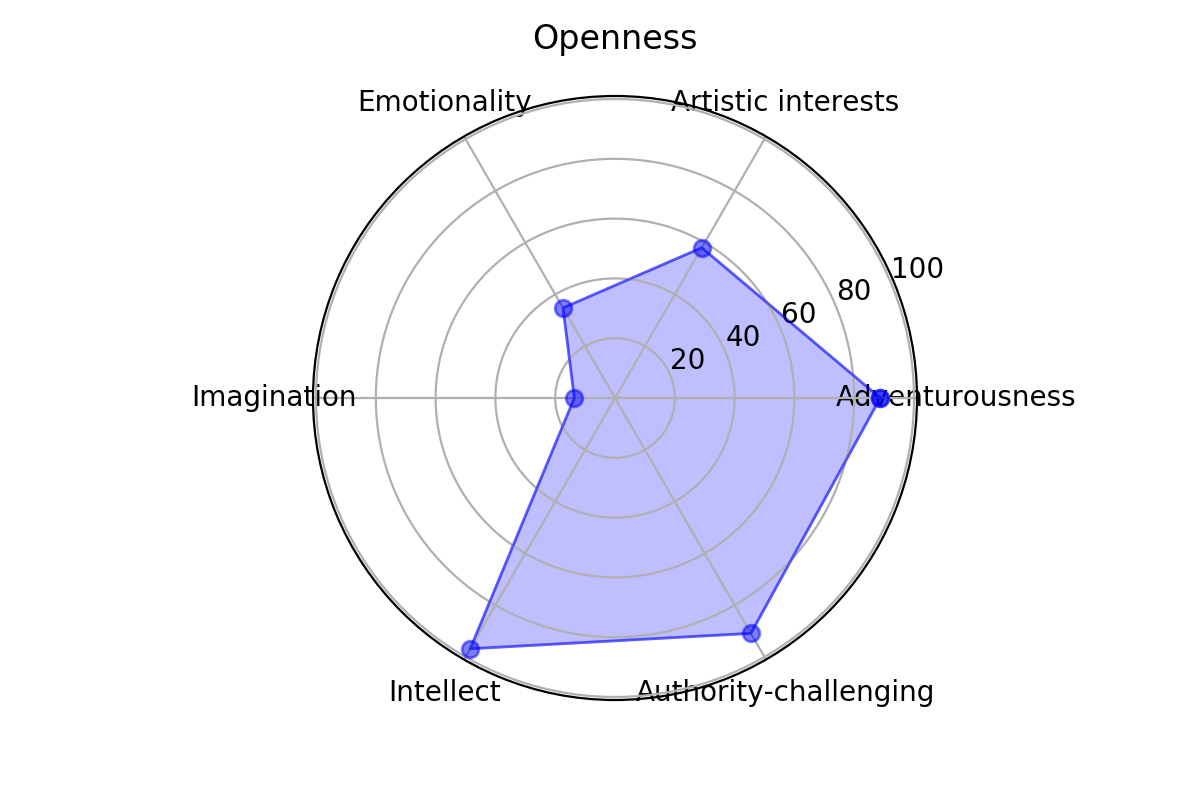 Openness
Emotionality
Artistic interests
100
80
60
40
20
Imagination
Adventurousness
Intellect
Authority-challenging